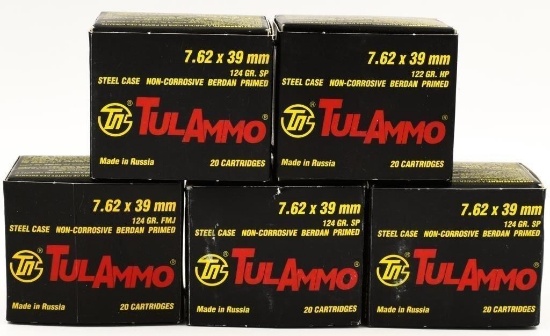 7.62 x 39 mm
124 GR. SP
STEEL CASE NON-CORROSIVE BERDAN PRIMED
TULAMMO
Made in Russia
20 CARTRIDGES
7.62 x 39 mm
122 GR. HP
STEEL CASE NON-CORROSIVE BERDAN PRIMED
TULAMMO
Made in Russia
20 CARTRIDGES
7.62 x 39 mm
124 GR. FMJ
STEEL CASE NON-CORROSIVE BERDAN PRIMED
TULAMMO
Made in Russia
20 CARTRIDGES
7.62 x 39 mm
124 GR. SP
STEEL CASE NON-CORROSIVE BERDAN PRIMED
TULAMMO
Made in Russia
20 CARTRIDGES
7.62 x 39 mm
124 GR. SP
STEEL CASE NON-CORROSIVE BERDAN PRIMED
TULAMMO
Made in Russia
20 CARTRIDGES